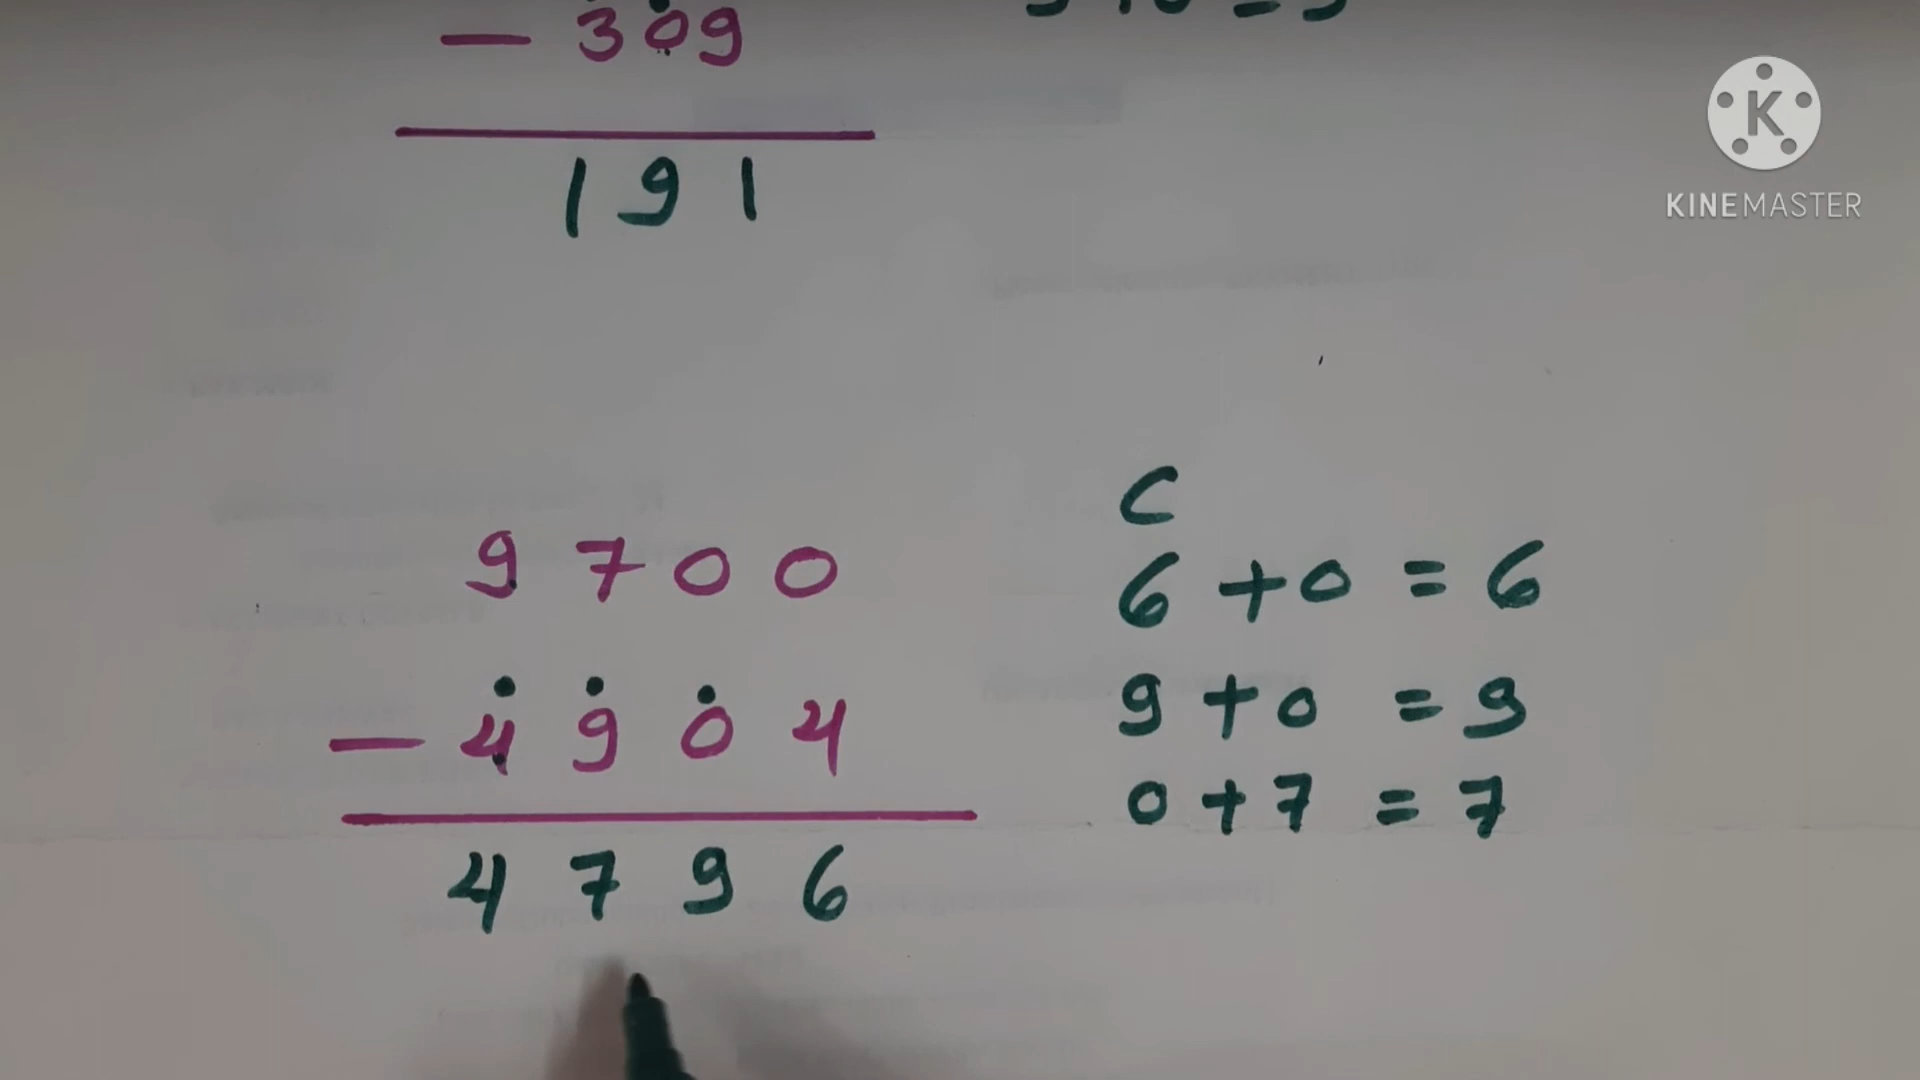 - 309
191
K
KINEMASTER
C
9700
6 + 0 = 6
- 4904
9 + 0 = 9
0 + 7 = 7
4796